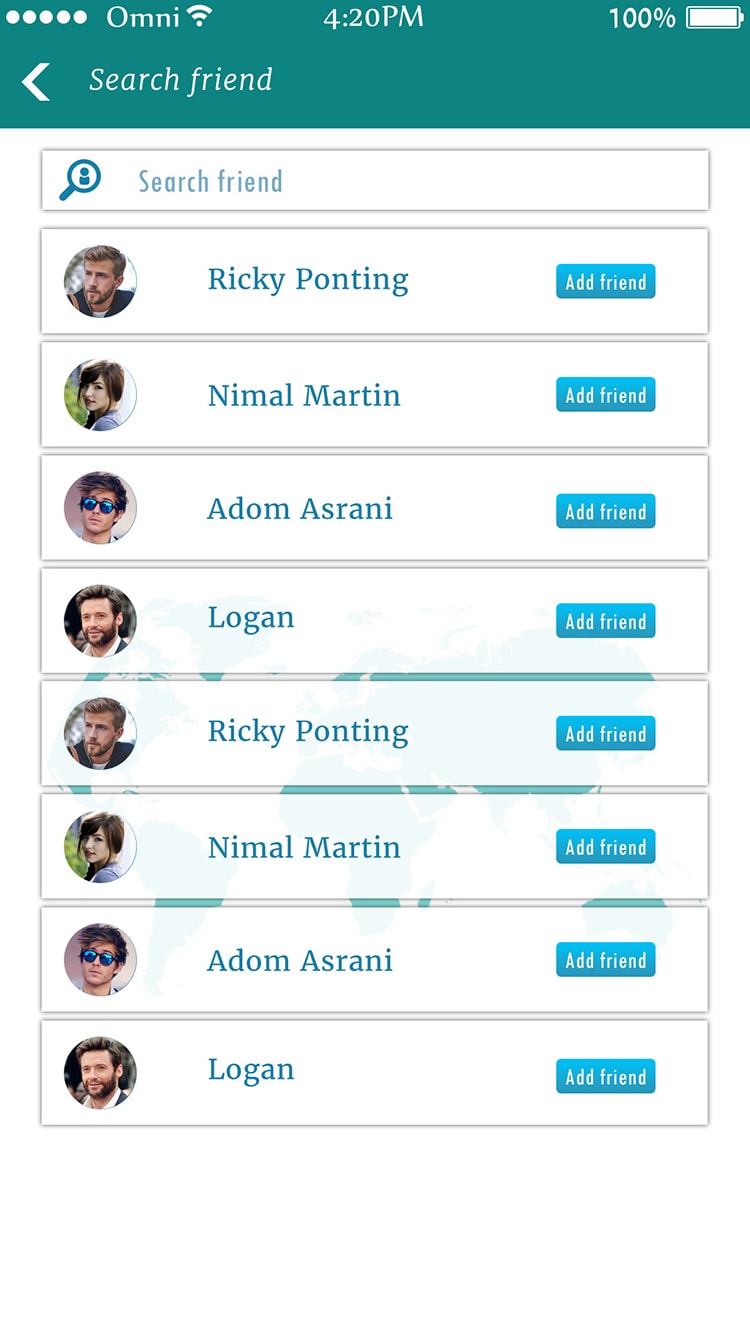 Omni 4:20PM 100%
Search friend
Search friend
Ricky Ponting Add friend
Nimal Martin Add friend
Adom Asrani Add friend
Logan Add friend
Ricky Ponting Add friend
Nimal Martin Add friend
Adom Asrani Add friend
Logan Add friend